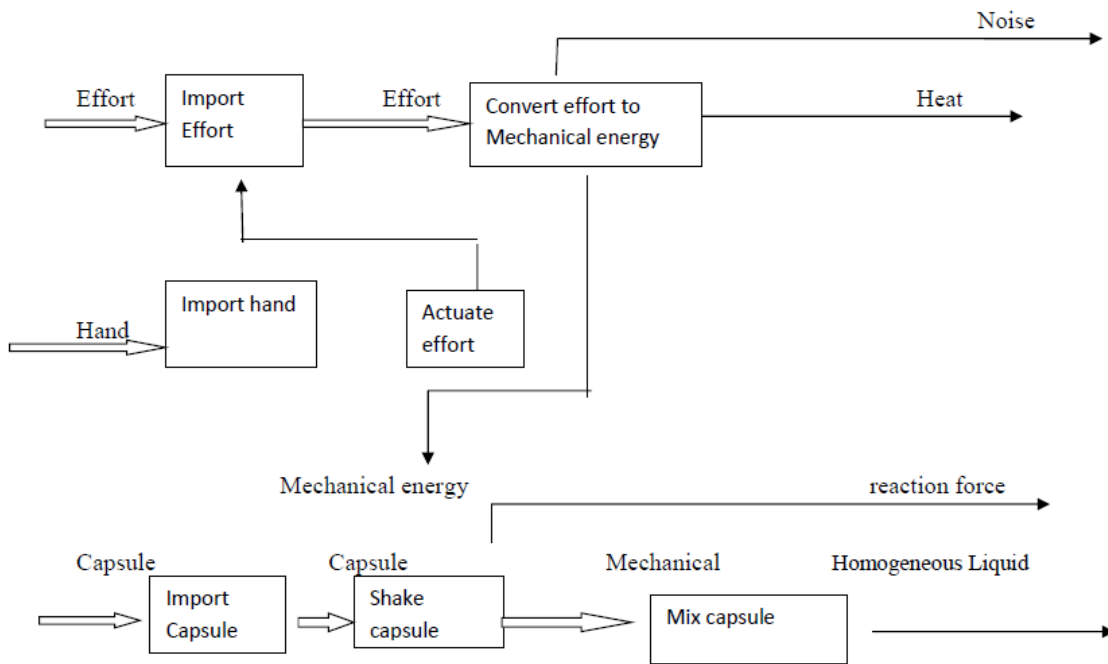 Noise
Effort
Import
Effort
Effort
Convert effort to
Mechanical energy
Heat
Hand
Import hand
Actuate
effort
Mechanical energy
reaction force
Capsule
Import
Capsule
Capsule
Shake
capsule
Mechanical
Mix capsule
Homogeneous Liquid